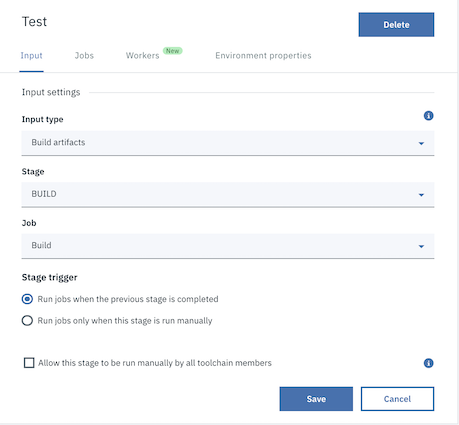 Test
Delete
Input Jobs Workers New Environment properties
Input settings
Input type
Build artifacts
Stage
BUILD
Job
Build
Stage trigger
Run jobs when the previous stage is completed
Run jobs only when this stage is run manually
Allow this stage to be run manually by all toolchain members
Save Cancel